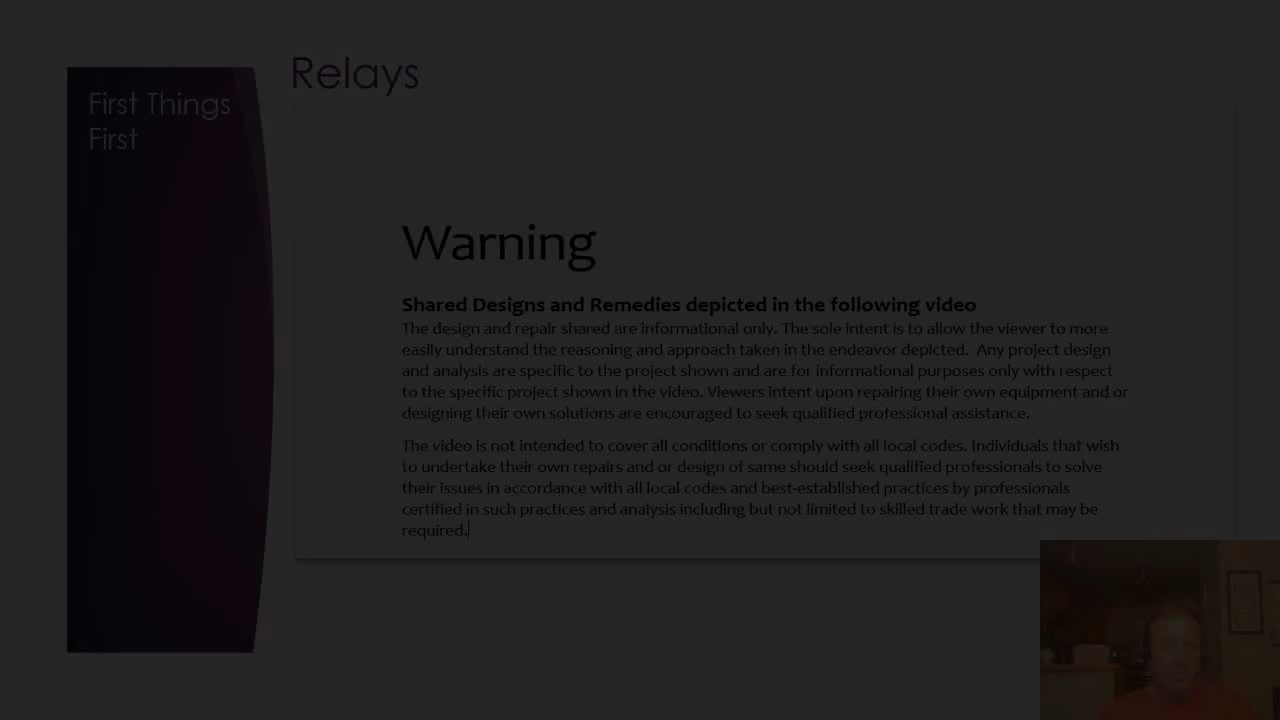 Relays
First Things
First
Warning
Shared Designs and Remedies depicted in the following video
The design and repair shared are informational only. The sole intent is to allow the viewer to more
easily understand the reasoning and approach taken in the endeavor depicted.  Any project design
and analysis are specific to the project shown and are for informational purposes only with respect
to the specific project shown in the video. Viewers intent upon repairing their own equipment and or
designing their own solutions are encouraged to seek qualified professional assistance.
The video is not intended to cover all conditions or comply with all local codes. Individuals that wish
to undertake their own repairs and or design of same should seek qualified professionals to solve
their issues in accordance with all local codes and best-established practices by professionals
certified in such practices and analysis including but not limited to skilled trade work that may be
required.